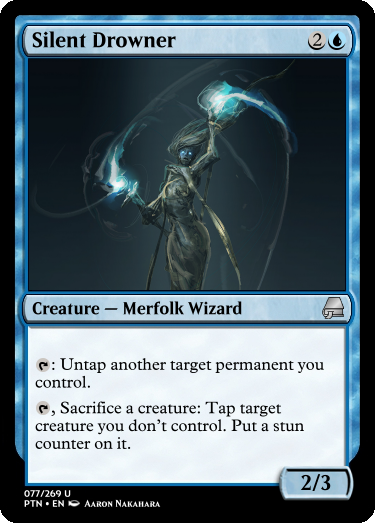 Silent Drowner 2
Creature — Merfolk Wizard
: Untap another target permanent you
control.
, Sacrifice a creature: Tap target
creature you don't control. Put a stun
counter on it.
2/3
077/269 U
PTN • EN Aaron Nakahara